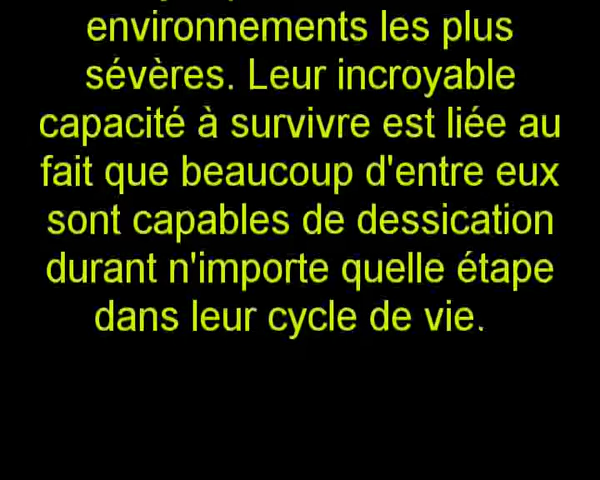 environnements les plus
sévères. Leur incroyable
capacité à survivre est liée au
fait que beaucoup d'entre eux
sont capables de dessication
durant n'importe quelle étape
dans leur cycle de vie.